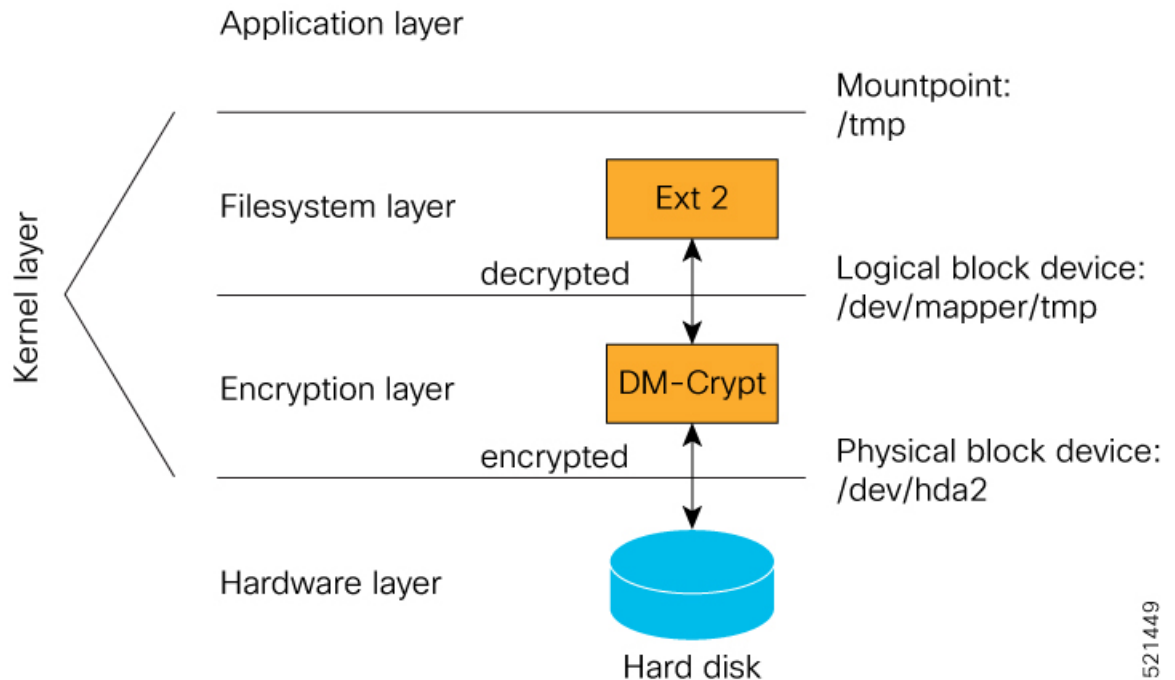 Application layer
Mountpoint:
/tmp
Kernel layer
Filesystem layer
Ext 2
decrypted
Logical block device:
/dev/mapper/tmp
Encryption layer
DM-Crypt
encrypted
Physical block device:
/dev/hda2
Hardware layer
Hard disk
521449